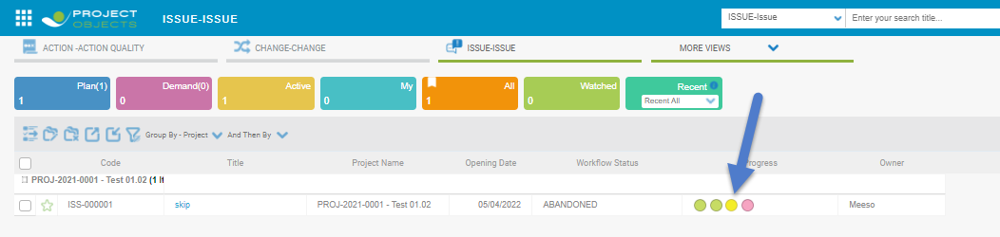 PROJECT
OBJECTS
ISSUE-ISSUE
ISSUE-Issue
Enter your search title...
ACTION -ACTION QUALITY
CHANGE-CHANGE
ISSUE-ISSUE
MORE VIEWS
Plan(1)
1
Demand(0)
0
Active
1
My
0
All
1
Watched
0
Recent
Recent All
Group By - Project
And Then By
Code Title Project Name Opening Date Workflow Status rogress Owner
PROJ-2021-0001 - Test 01.02 (1 It
ISS-000001 skip PROJ-2021-0001 - Test 01.02 05/04/2022 ABANDONED Meeso